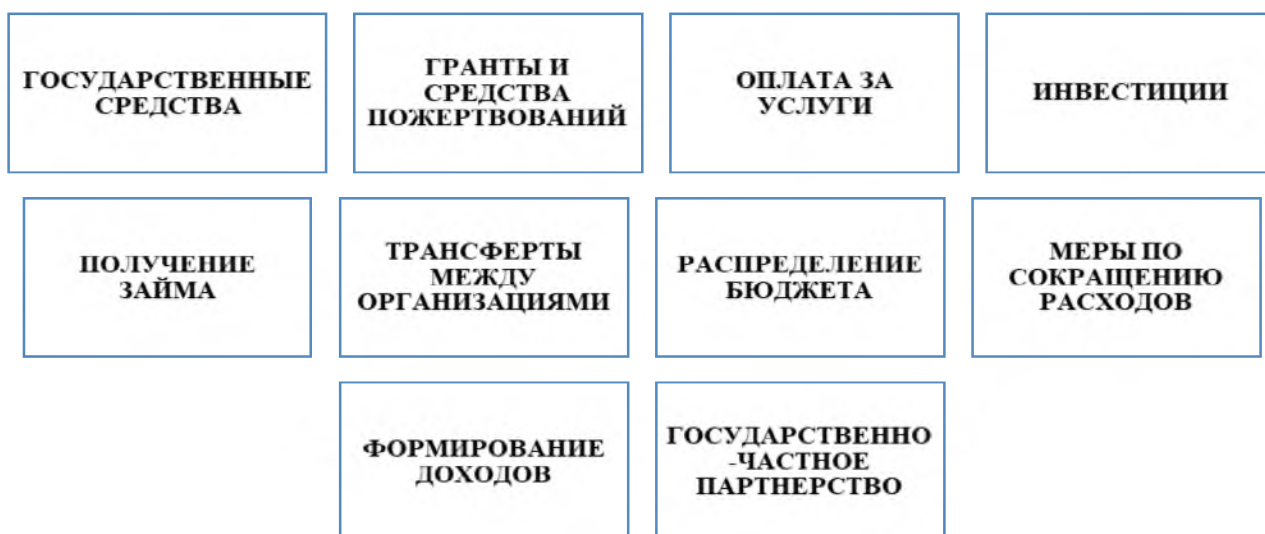 ГОСУДАРСТВЕННЫЕ
СРЕДСТВА
ГРАНТЫ И
СРЕДСТВА
ПОЖЕРТВОВАНИЙ
ОПЛАТА ЗА
УСЛУГИ
ИНВЕСТИЦИИ
ПОЛУЧЕНИЕ
ЗАЙМА
ТРАНСФЕРТЫ
МЕЖДУ
ОРГАНИЗАЦИЯМИ
РАСПРЕДЕЛЕНИЕ
БЮДЖЕТА
МЕРЫ ПО
СОКРАЩЕНИЮ
РАСХОДОВ
ФОРМИРОВАНИЕ
ДОХОДОВ
ГОСУДАРСТВЕННО
-ЧАСТНОЕ
ПАРТНЕРСТВО